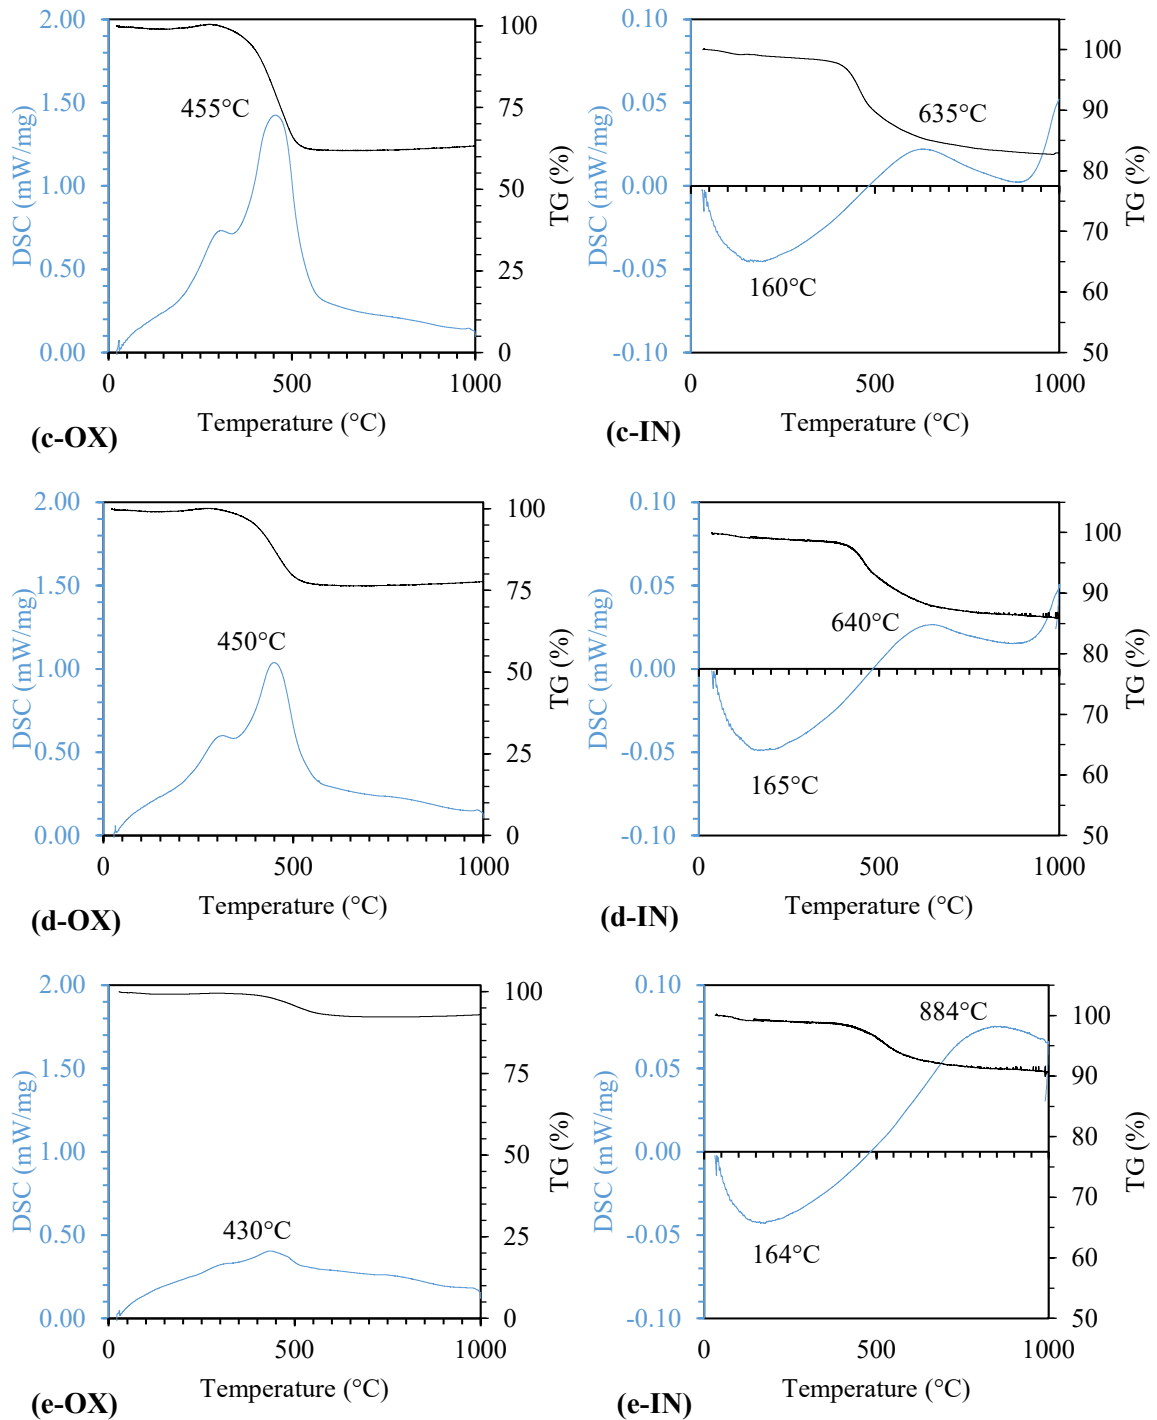 2.00
1.50
1.00
0.50
0.00
DSC (mW/mg)
455°C
100
75
50
25
0
TG (%)
0
500
1000
Temperature (°C)
(c-OX)
0.10
0.05
0.00
-0.05
-0.10
DSC (mW/mg)
635°C
160°C
100
90
80
70
60
50
TG (%)
0
500
1000
Temperature (°C)
(c-IN)
2.00
1.50
1.00
0.50
0.00
DSC (mW/mg)
450°C
100
75
50
25
0
TG (%)
0
500
1000
Temperature (°C)
(d-OX)
0.10
0.05
0.00
-0.05
-0.10
DSC (mW/mg)
640°C
165°C
100
90
80
70
60
50
TG (%)
0
500
1000
Temperature (°C)
(d-IN)
2.00
1.50
1.00
0.50
0.00
DSC (mW/mg)
430°C
100
75
50
25
0
TG (%)
0
500
1000
Temperature (°C)
(e-OX)
0.10
0.05
0.00
-0.05
-0.10
DSC (mW/mg)
884°C
164°C
100
90
80
70
60
50
TG (%)
0
500
1000
Temperature (°C)
(e-IN)